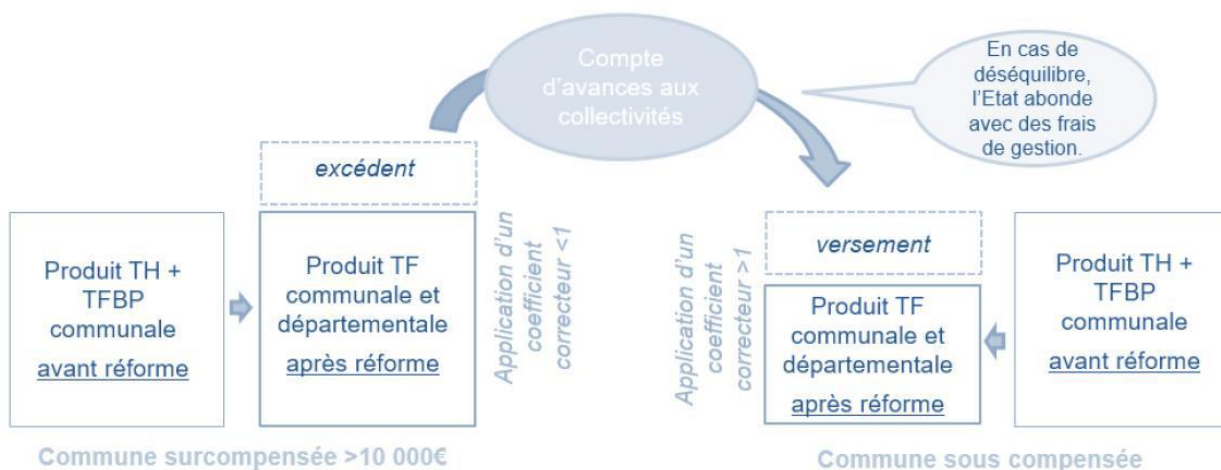 Compte
d'avances aux
collectivités
En cas de
déséquilibre,
l'Etat abonde
avec des frais
de gestion.
excédent
Produit TH +
TFBP
communale
avant réforme
Produit TF
communale et
départementale
après réforme
Application d'un
coefficient
correcteur <1
Commune surcompensée >10 000€
Application d'un
coefficient
correcteur >1
versement
Produit TF
communale et
départementale
après réforme
Produit TH +
TFBP
communale
avant réforme
Commune sous compensée